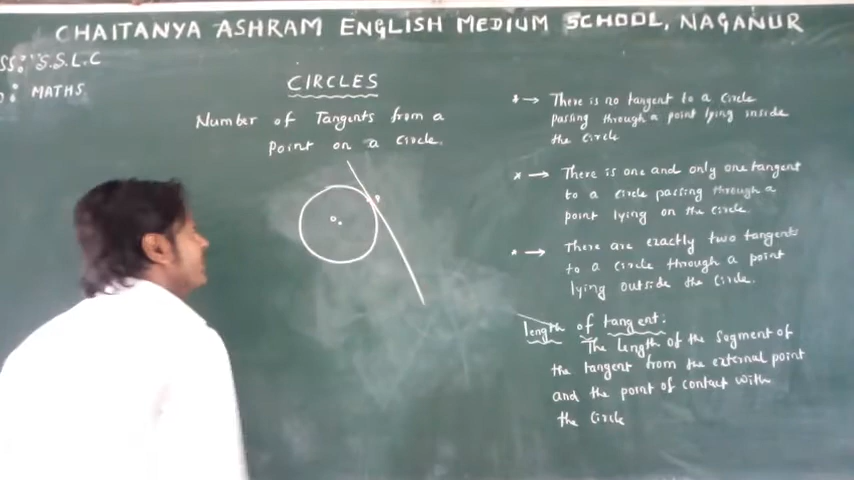 CHAITANYA ASHRAM ENGLISH MEDIUM SCHOOL, NAGANUR
SS: S.S.L.C
: MATHS
CIRCLES
Number of Tangents from a
Point on a Circle.
P
O
* → There is no tangent to a Circle
passing through a point lying inside
the circle
* → There is one and only one tangent
to a circle passing through a
point lying on the circle
* → There are exactly two tangents
to a circle through a point
lying outside the circle.
length of tangent:
The length of the segment of
the tangent from the external point
and the point of contact with
the circle